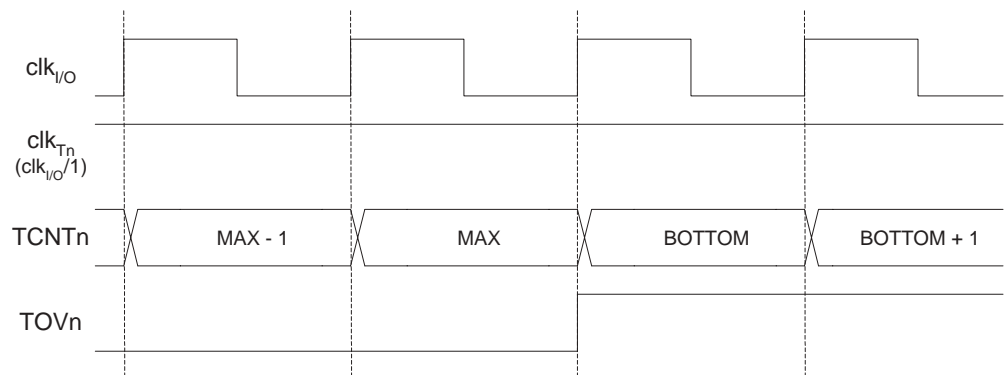 clkI/O
clkTn
(clkI/O/1)
TCNTn MAX - 1 MAX BOTTOM BOTTOM + 1
TOVn